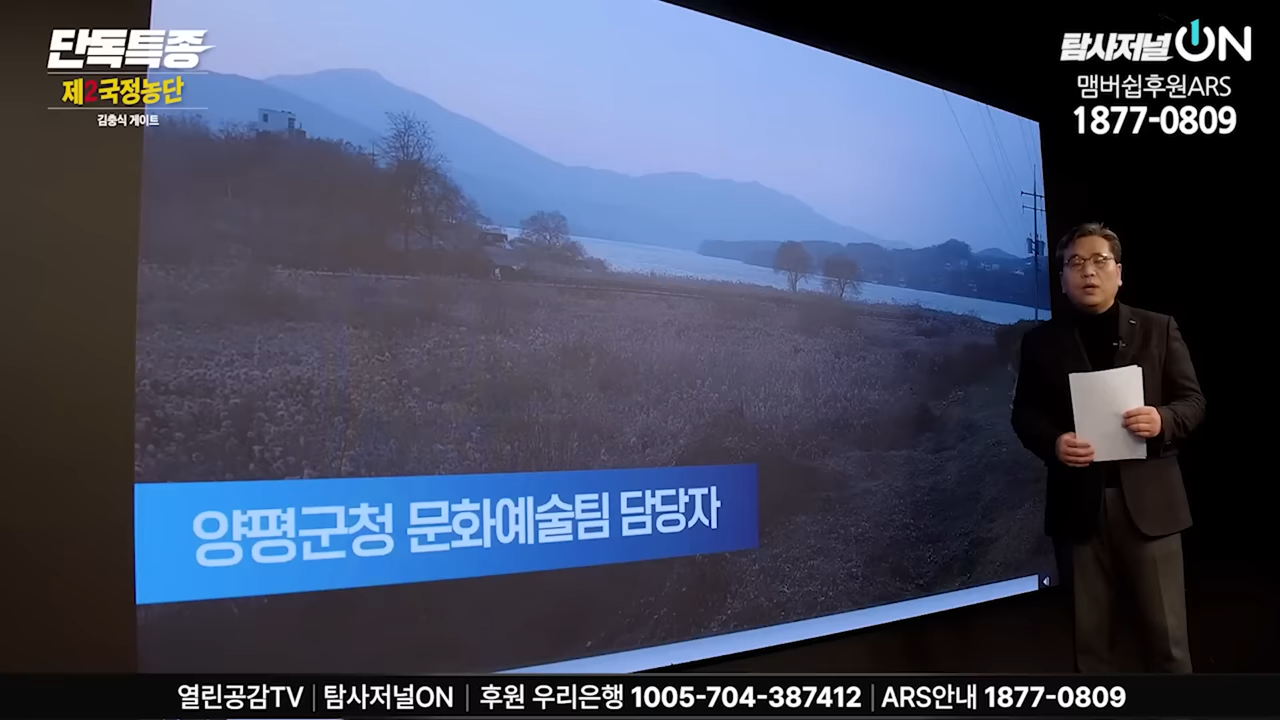 단독특종
제2국정농단
김충식 게이트
탐사저널ON
맴버쉽후원ARS
1877-0809
양평군청 문화예술팀 담당자
열린공감TV | 탐사저널ON | 후원 우리은행 1005-704-387412 | ARS안내 1877-0809